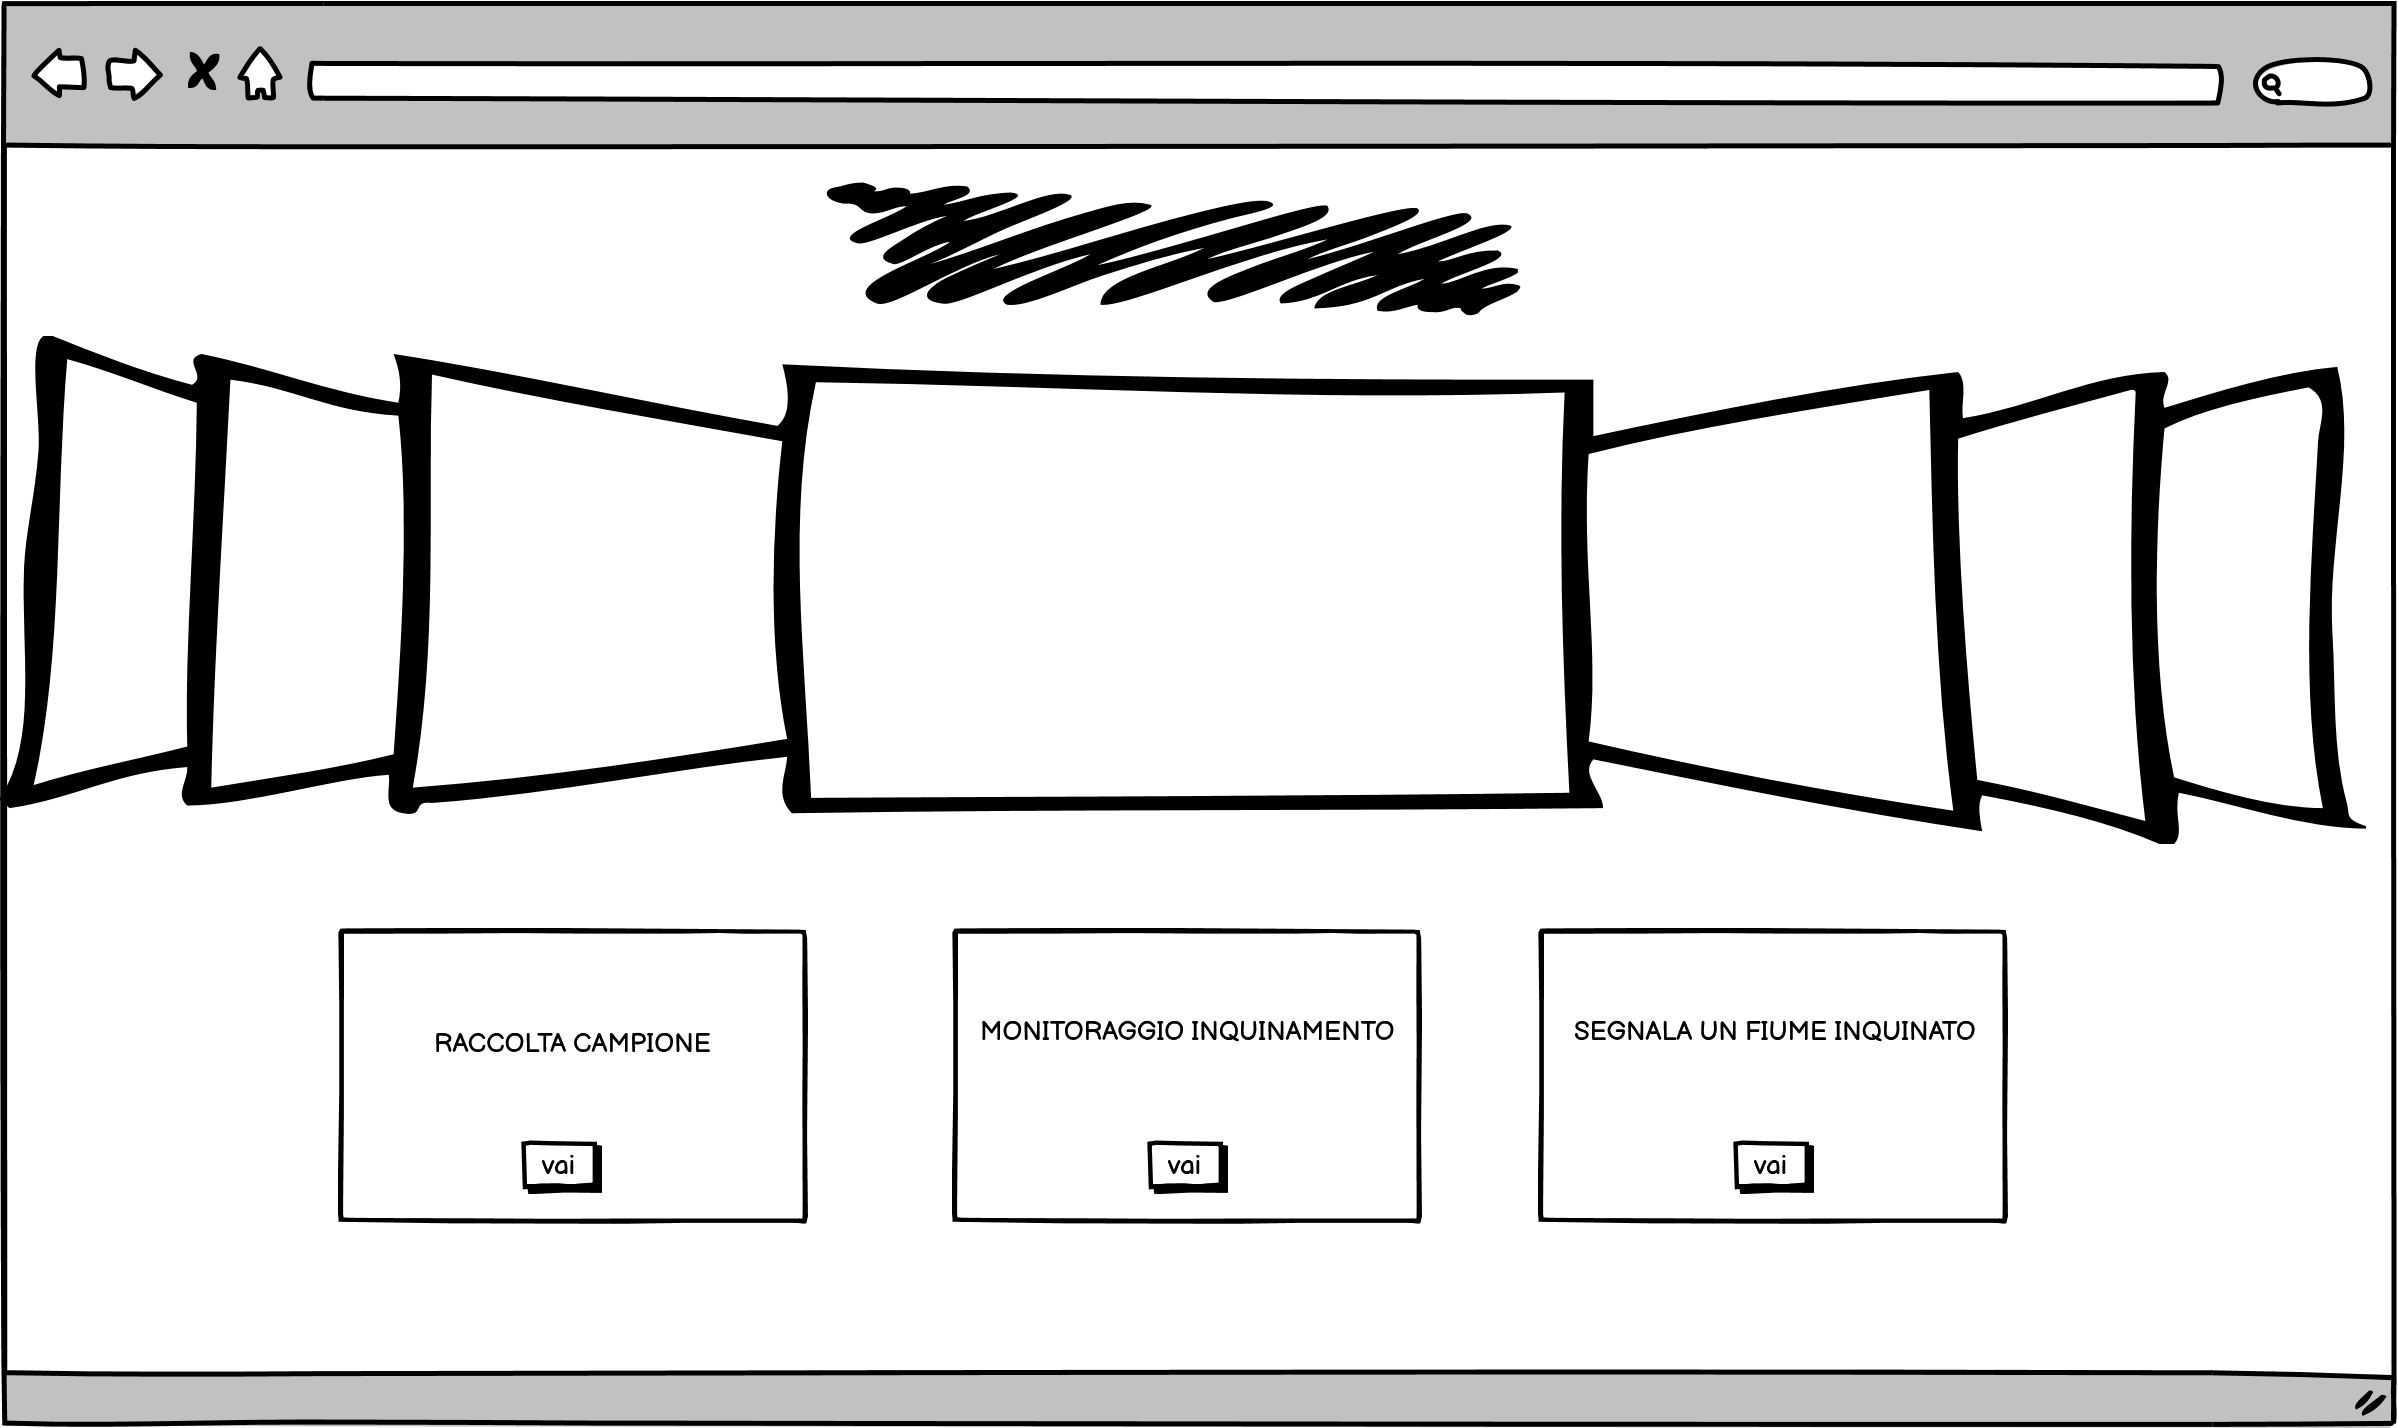 RACCOLTA CAMPIONE
MONITORAGGIO INQUINAMENTO
SEGNALA UN FIUME INQUINATO
vai
vai
vai